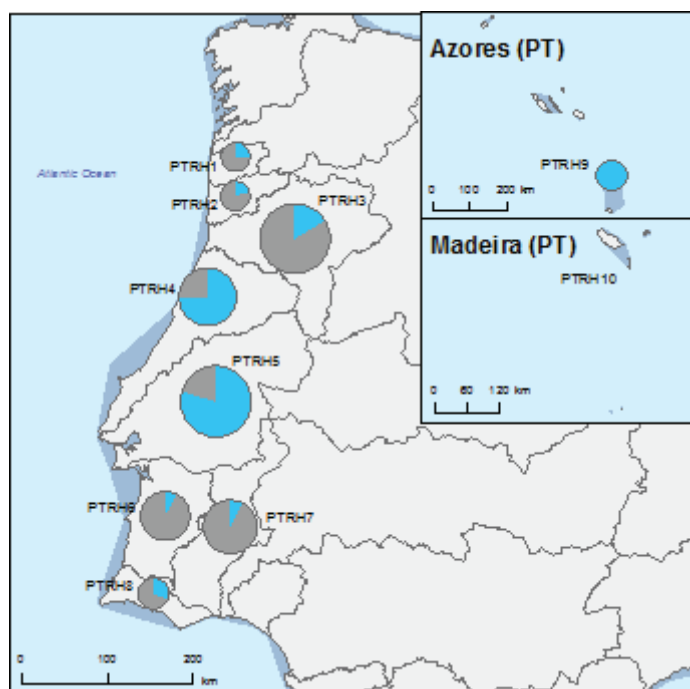 Azores (PT)
PTRH9
0 100 200
km
PTRH1
Atlantic Ocean
PTRH2
PTRH3
Madeira (PT)
PTRH10
PTRH4
PTRH5
0 60 120 km
PTRH6
PTRH7
PTRH8
0 100 200
km